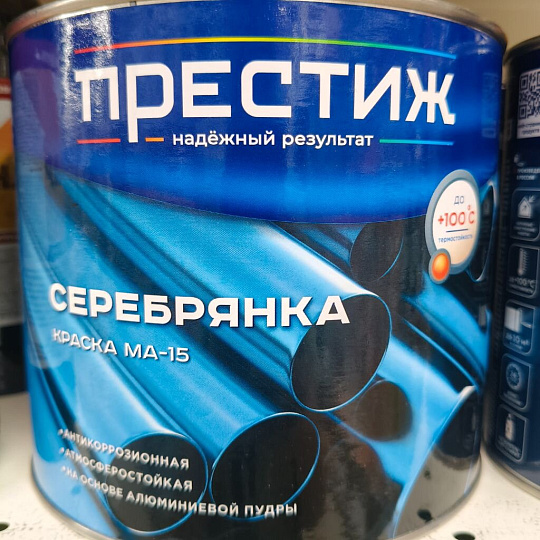 ПРЕСТИЖ
надёжный результат
ДО
+100°С
термостойкость
СЕРЕБРЯНКА
КРАСКА МА-15
•АНТИКОРРОЗИОННАЯ
•АТМОСФЕРОСТОЙКАЯ
•НА ОСНОВЕ АЛЮМИНИЕВОЙ ПУДРЫ